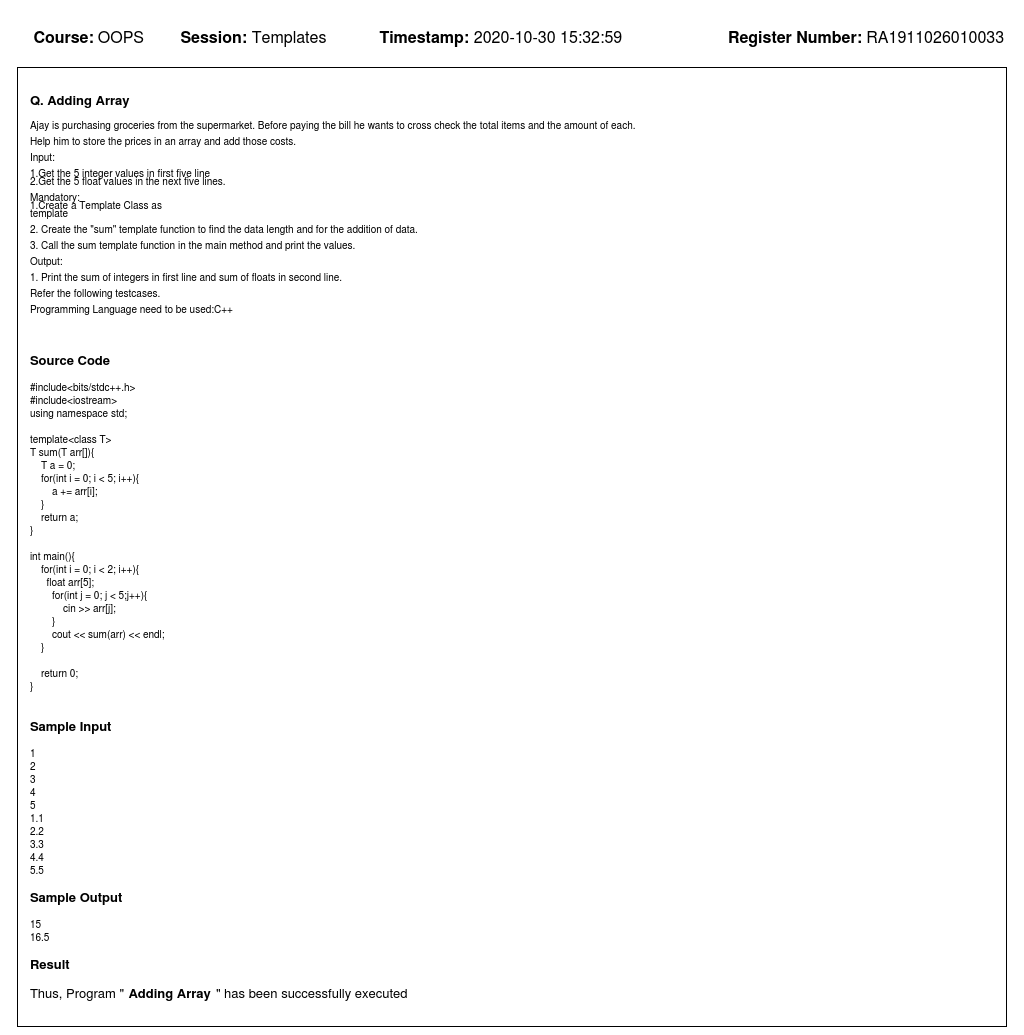 Course: OOPS Session: Templates Timestamp: 2020-10-30 15:32:59 Register Number: RA1911026010033
Q. Adding Array
Ajay is purchasing groceries from the supermarket. Before paying the bill he wants to cross check the total items and the amount of each.
Help him to store the prices in an array and add those costs.
Input:
1.Get the 5 integer values in first five line
2.Get the 5 float values in the next five lines.
Mandatory:
1.Create a Template Class as
template
2. Create the "sum" template function to find the data length and for the addition of data.
3. Call the sum template function in the main method and print the values.
Output:
1. Print the sum of integers in first line and sum of floats in second line.
Refer the following testcases.
Programming Language need to be used:C++
Source Code
#include<bits/stdc++.h>
#include<iostream>
using namespace std;
template<class T>
T sum(T arr[]){
T a = 0;
for(int i = 0; i < 5; i++){
a += arr[i];
}
return a;
}
int main(){
for(int i = 0; i < 2; i++){
float arr[5];
for(int j = 0; j < 5;j++){
cin >> arr[j];
}
cout << sum(arr) << endl;
}
return 0;
}
Sample Input
1
2
3
4
5
1.1
2.2
3.3
4.4
5.5
Sample Output
15
16.5
Result
Thus, Program " Adding Array " has been successfully executed